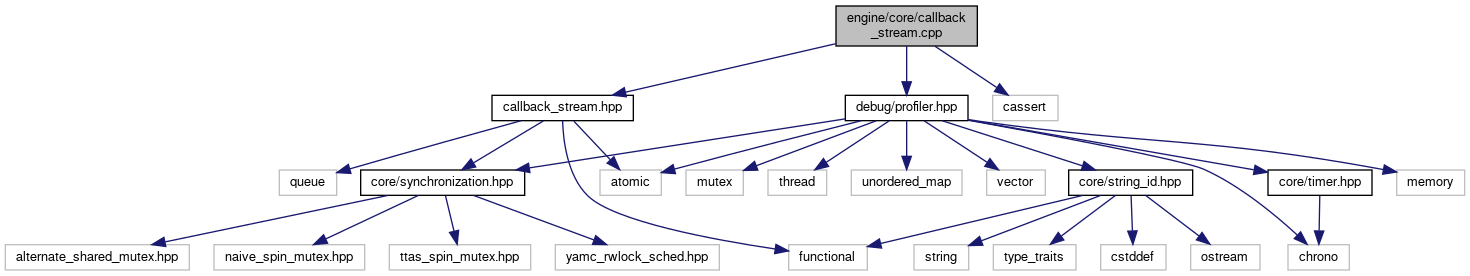 engine/core/callback
_stream.cpp
callback_stream.hpp
debug/profiler.hpp
cassert
queue
core/synchronization.hpp
atomic
mutex
thread
unordered_map
vector
core/string_id.hpp
core/timer.hpp
memory
alternate_shared_mutex.hpp
naive_spin_mutex.hpp
ttas_spin_mutex.hpp
yamc_rwlock_sched.hpp
functional
string
type_traits
cstddef
ostream
chrono